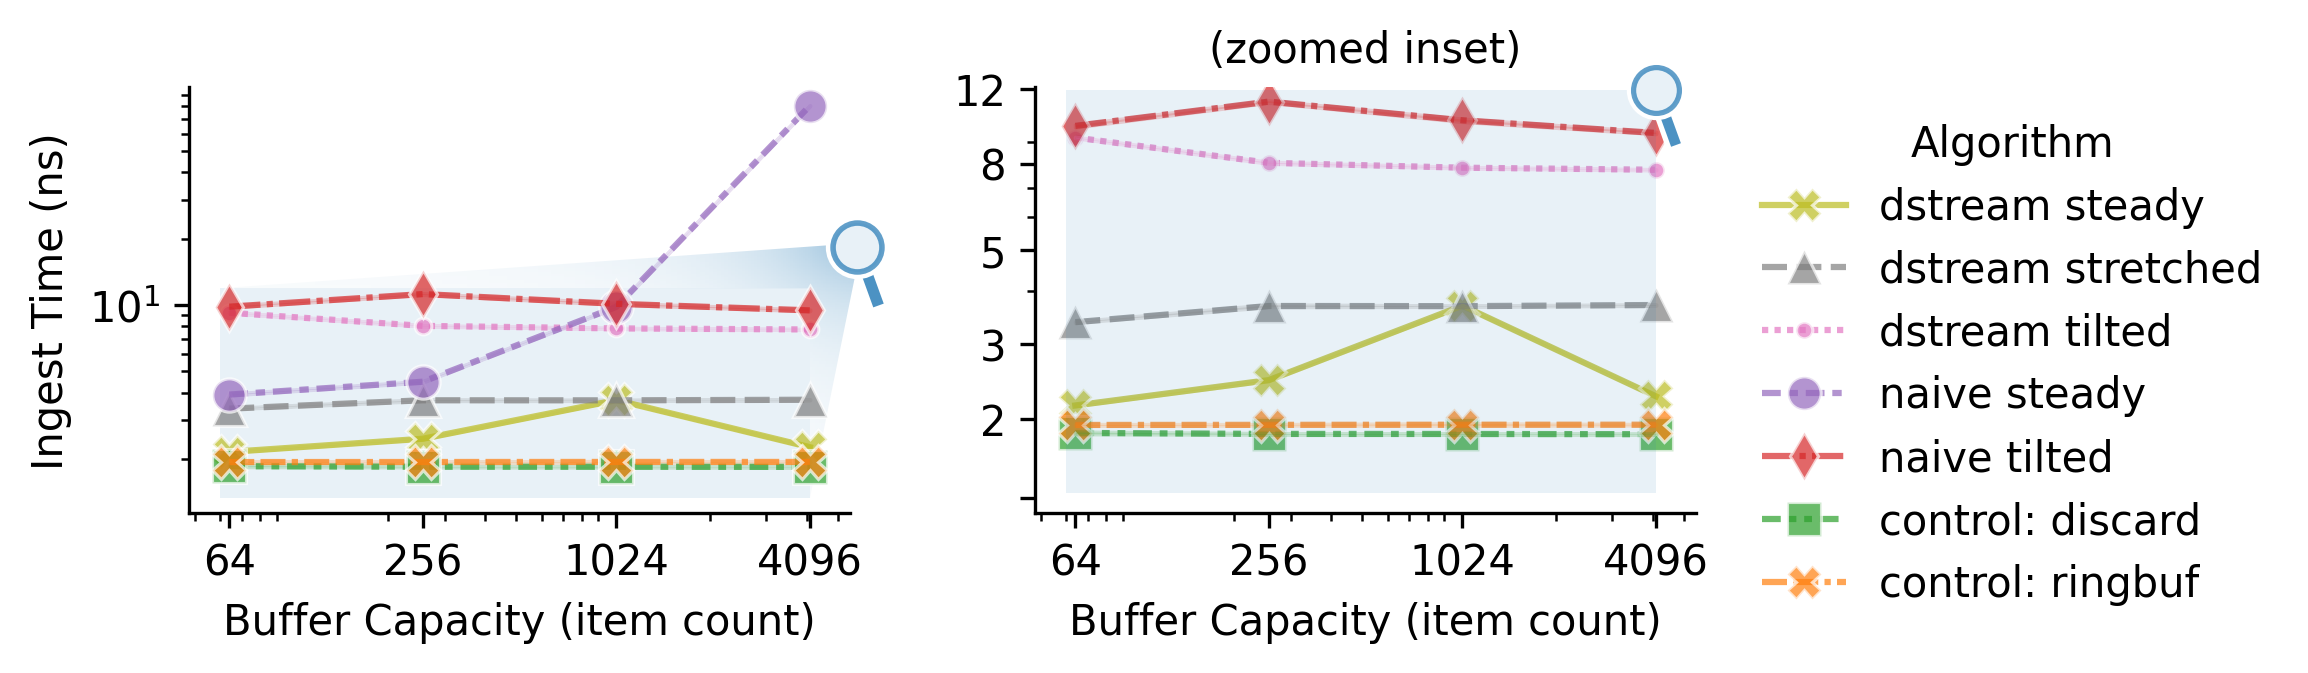 Ingest Time (ns)
10^1
64 256 1024 4096
Buffer Capacity (item count)
(zoomed inset)
12
8
5
3
2
64 256 1024 4096
Buffer Capacity (item count)
Algorithm
dstream steady
dstream stretched
dstream tilted
naive steady
naive tilted
control: discard
control: ringbuf